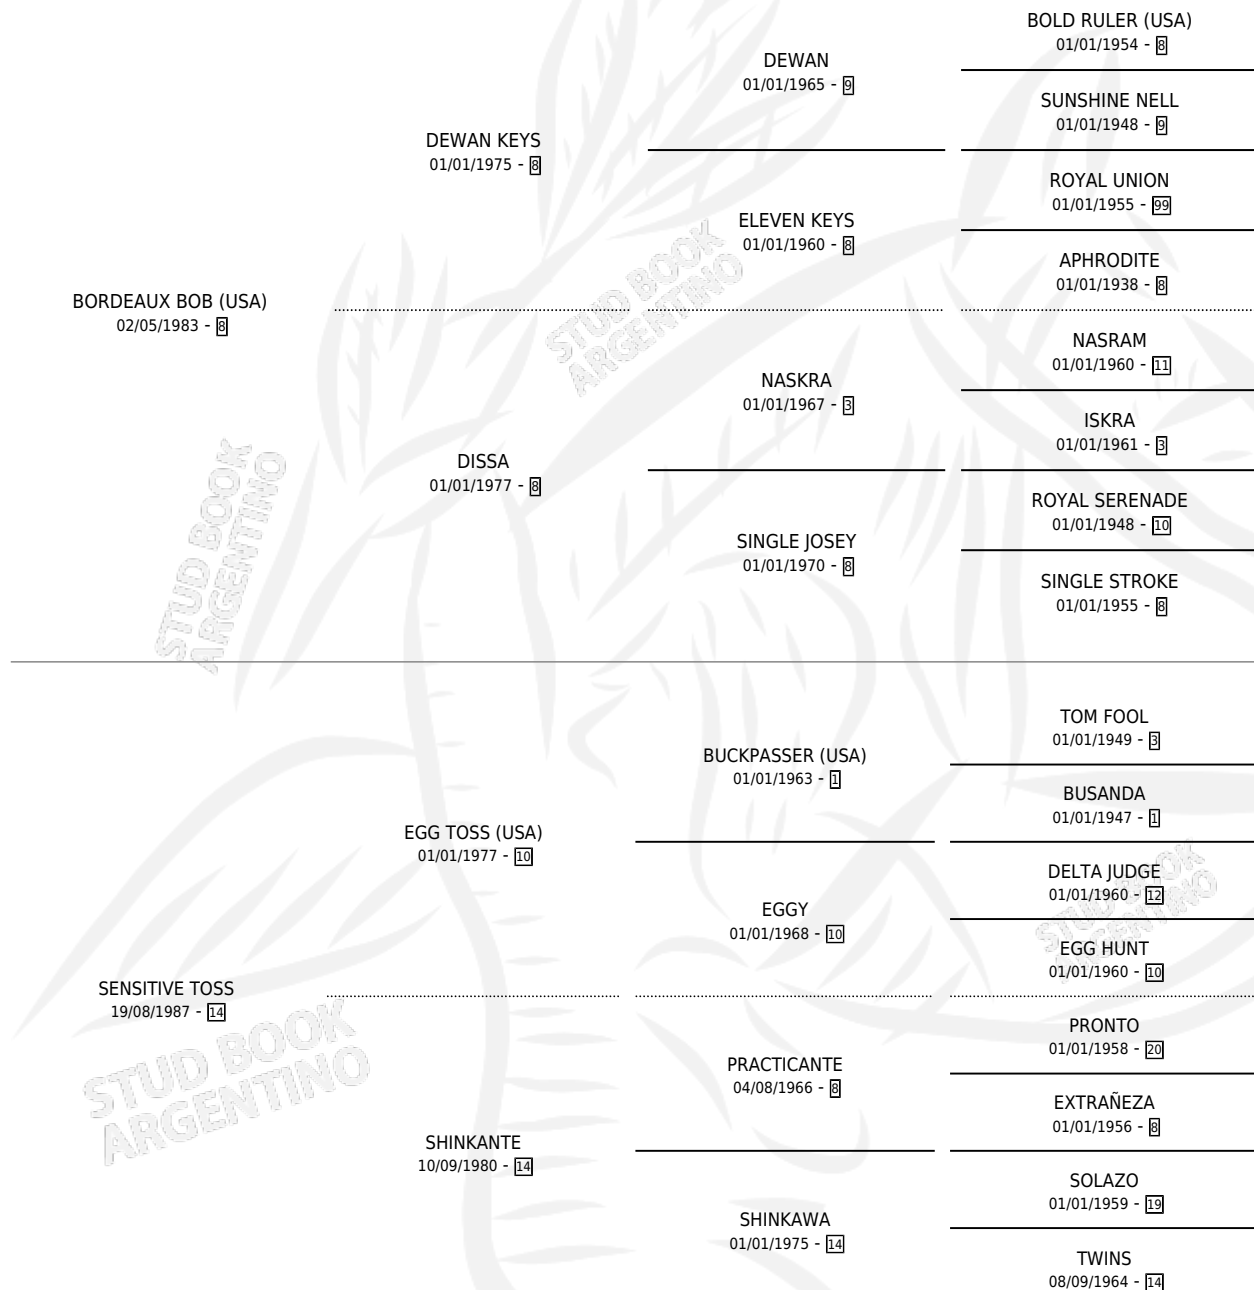 BOLD RULER (USA)
01/01/1954 - 8
DEWAN
01/01/1965 - 9
SUNSHINE NELL
01/01/1948 - 9
DEWAN KEYS
01/01/1975 - 8
ROYAL UNION
01/01/1955 - 99
ELEVEN KEYS
01/01/1960 - 8
APHRODITE
01/01/1938 - 8
BORDEAUX BOB (USA)
02/05/1983 - 8
STUD BOOK
ARGENTINO
NASRAM
01/01/1960 - 11
NASKRA
01/01/1967 - 3
ISKRA
01/01/1961 - 3
DISSA
01/01/1977 - 8
ROYAL SERENADE
01/01/1948 - 10
SINGLE JOSEY
01/01/1970 - 8
SINGLE STROKE
01/01/1955 - 8
STUD BOOK
ARGENTINO
TOM FOOL
01/01/1949 - 3
BUCKPASSER (USA)
01/01/1963 - 1
BUSANDA
01/01/1947 - 1
EGG TOSS (USA)
01/01/1977 - 10
DELTA JUDGE
01/01/1960 - 12
EGGY
01/01/1968 - 10
STUD BOOK
ARGENTINO
EGG HUNT
01/01/1960 - 10
SENSITIVE TOSS
19/08/1987 - 14
PRONTO
01/01/1958 - 20
PRACTICANTE
04/08/1966 - 8
STUD BOOK
ARGENTINO
EXTRAÑEZA
01/01/1956 - 8
SHINKANTE
10/09/1980 - 14
SOLAZO
01/01/1959 - 19
SHINKAWA
01/01/1975 - 14
TWINS
08/09/1964 - 14